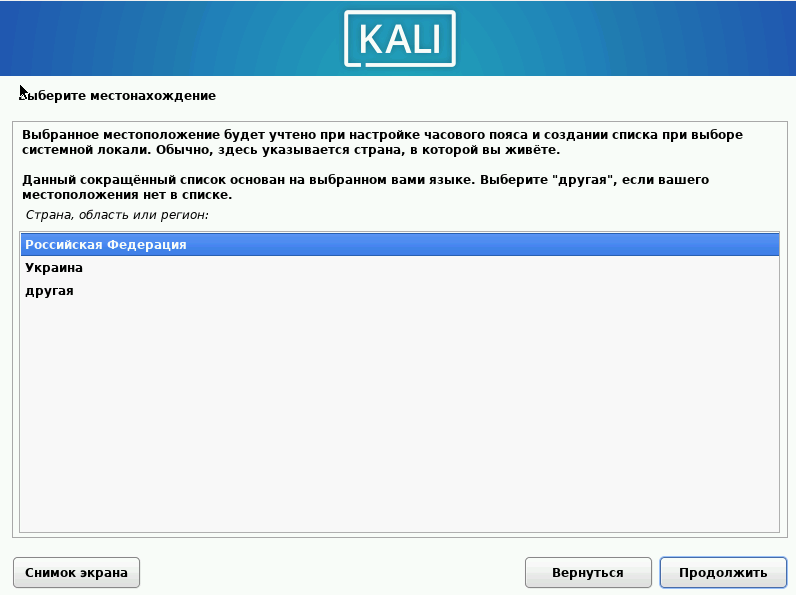 KALI
Выберите местонахождение
Выбранное местоположение будет учтено при настройке часового пояса и создании списка при выборе
системной локали. Обычно, здесь указывается страна, в которой вы живёте.
Данный сокращённый список основан на выбранном вами языке. Выберите "другая", если вашего
местоположения нет в списке.
Страна, область или регион:
Российская Федерация
Украина
другая
Снимок экрана
Вернуться
Продолжить